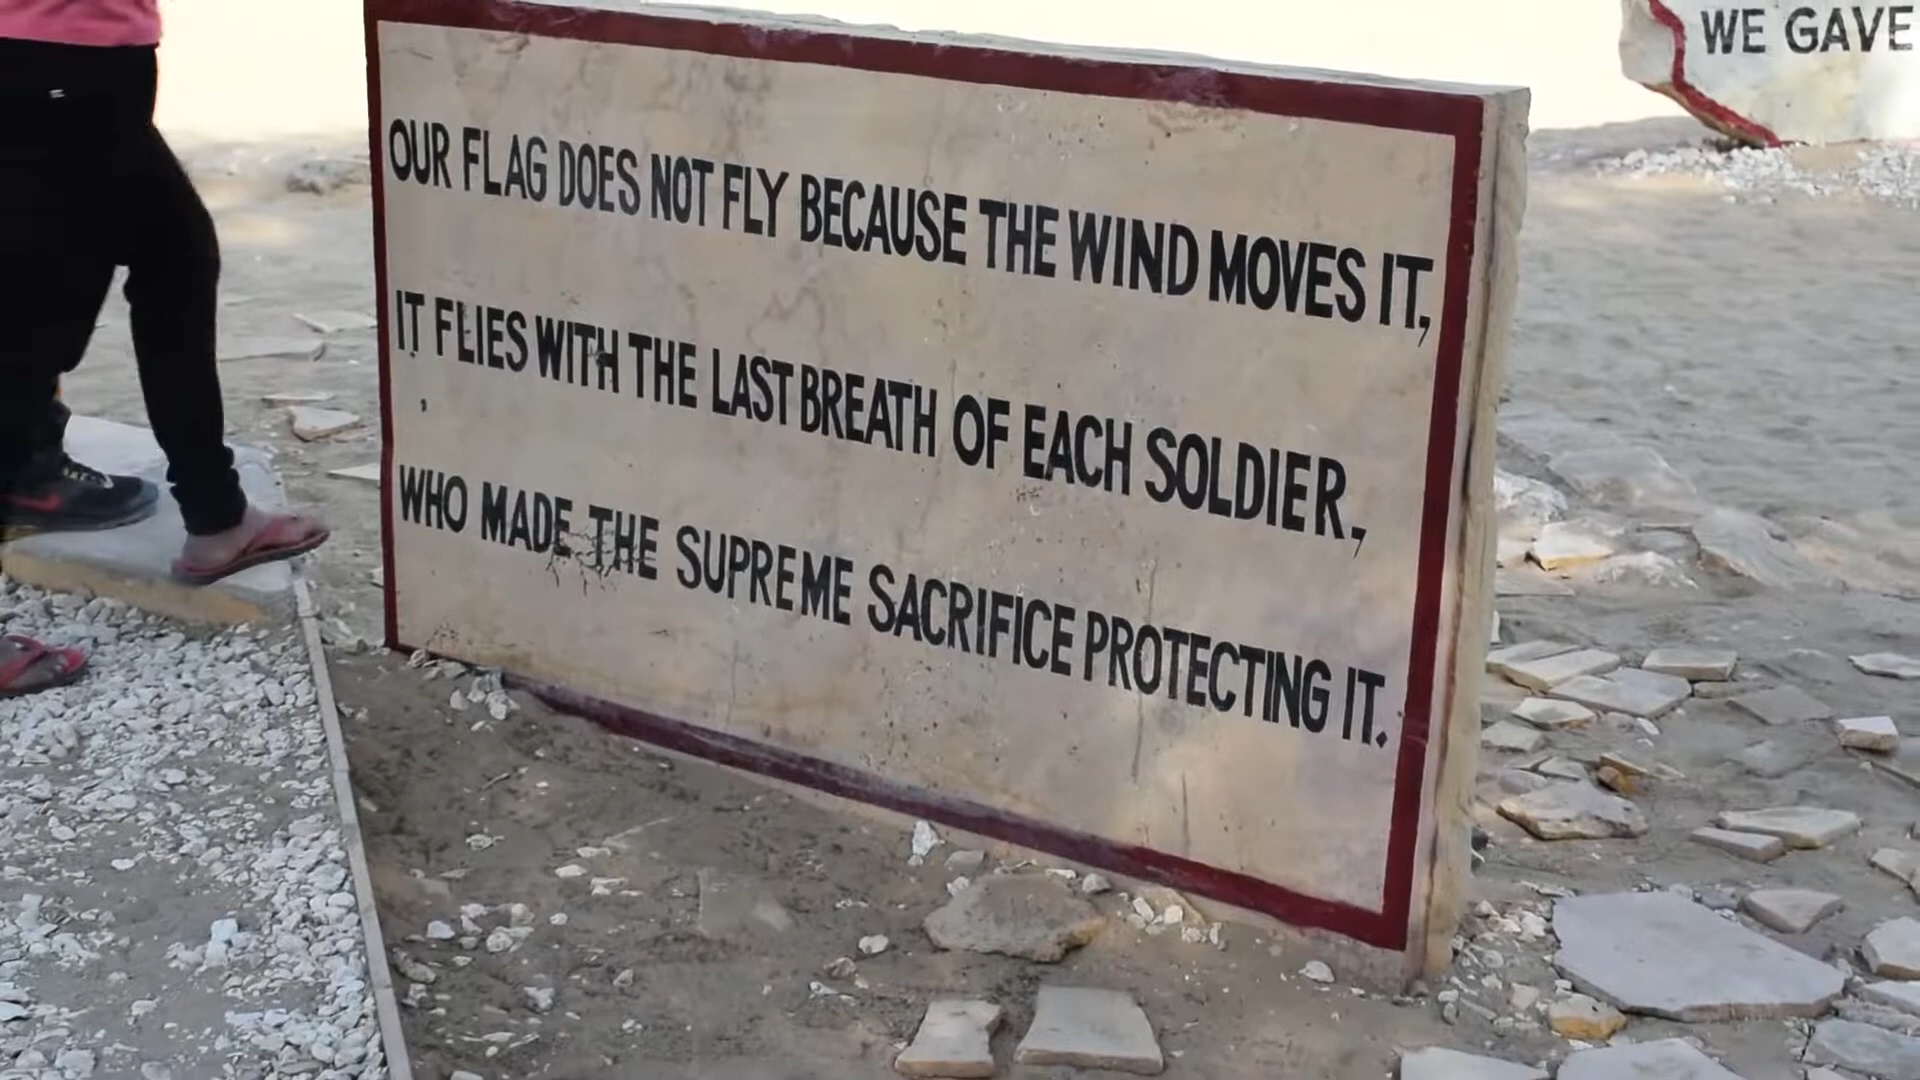 OUR FLAG DOES NOT FLY BECAUSE THE WIND MOVES IT,
IT FLIES WITH THE LAST BREATH OF EACH SOLDIER,
WHO MADE THE SUPREME SACRIFICE PROTECTING IT.
WE GAVE